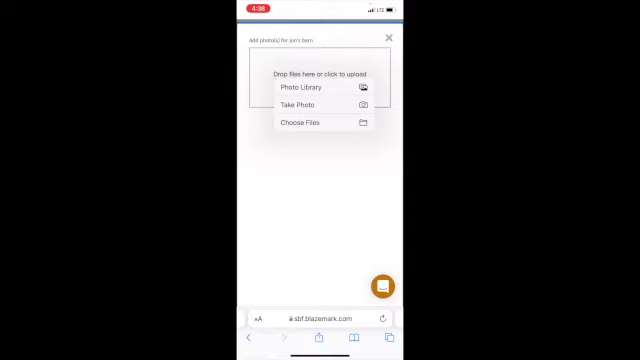 4:38
LTE
Add photo(s) for Jon's barn
Drop files here or click to upload
Photo Library
Take Photo
Choose Files
AA
sbf.blazemark.com